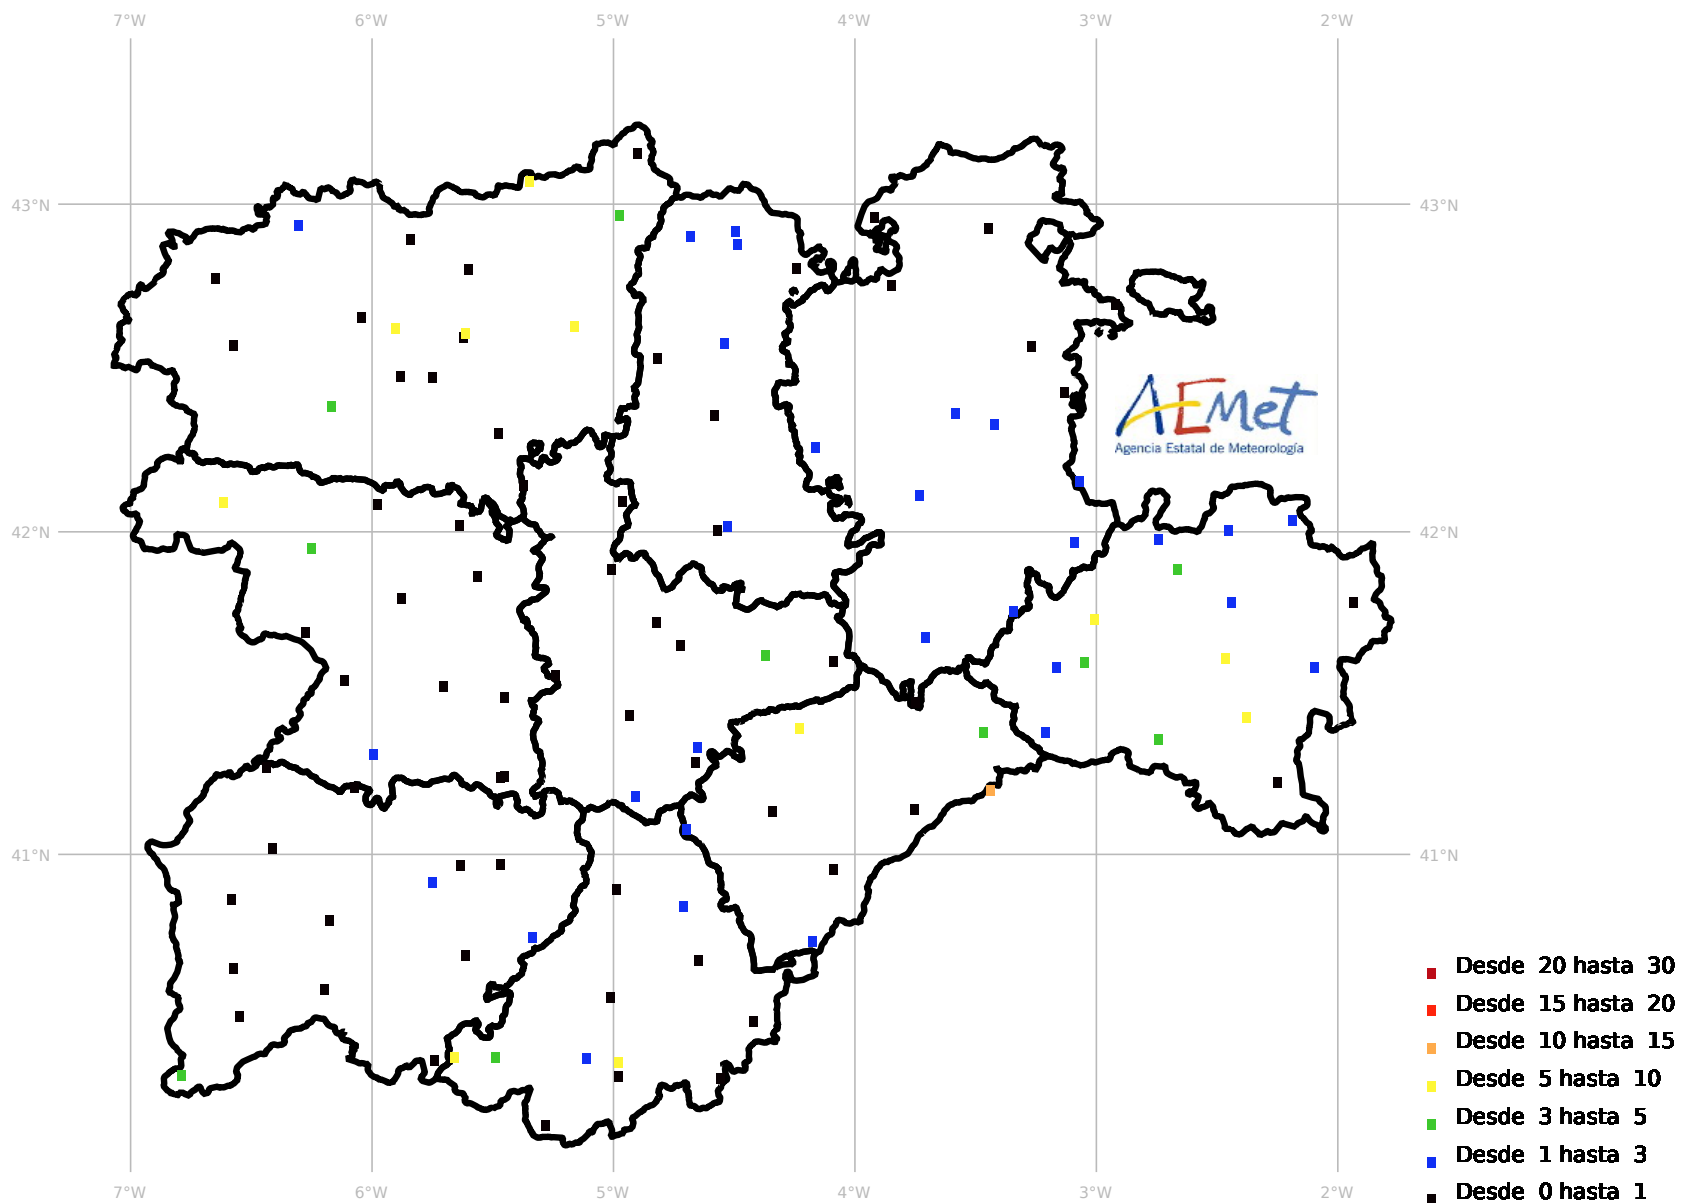 7°W 6°W 5°W 4°W 3°W 2°W
43°N 43°N
AEMet
Agencia Estatal de Meteorología
42°N 42°N
41°N 41°N
Desde 20 hasta 30
Desde 15 hasta 20
Desde 10 hasta 15
Desde 5 hasta 10
Desde 3 hasta 5
Desde 1 hasta 3
Desde 0 hasta 1
7°W 6°W 5°W 4°W 3°W 2°W